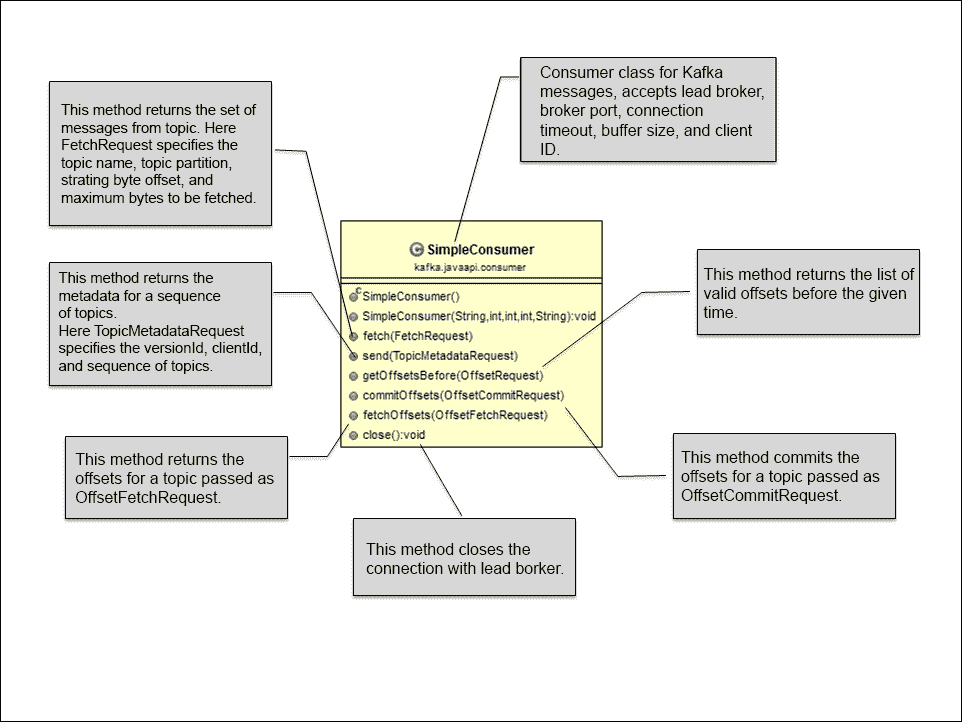 Consumer class for Kafka
messages, accepts lead broker,
broker port, connection
timeout, buffer size, and client
ID.
This method returns the set of
messages from topic. Here
FetchRequest specifies the
topic name, topic partition,
strating byte offset, and
maximum bytes to be fetched.
This method returns the
metadata for a sequence
of topics.
Here TopicMetadataRequest
specifies the versionId, clientId,
and sequence of topics.
C SimpleConsumer
kafka.javaapi.consumer
C SimpleConsumer()
SimpleConsumer(String,int,int,int,String):void
fetch(FetchRequest)
send(TopicMetadataRequest)
getOffsetsBefore(OffsetRequest)
commitOffsets(OffsetCommitRequest)
fetchOffsets(OffsetFetchRequest)
close():void
This method returns the list of
valid offsets before the given
time.
This method returns the
offsets for a topic passed as
OffsetFetchRequest.
This method commits the
offsets for a topic passed as
OffsetCommitRequest.
This method closes the
connection with lead borker.